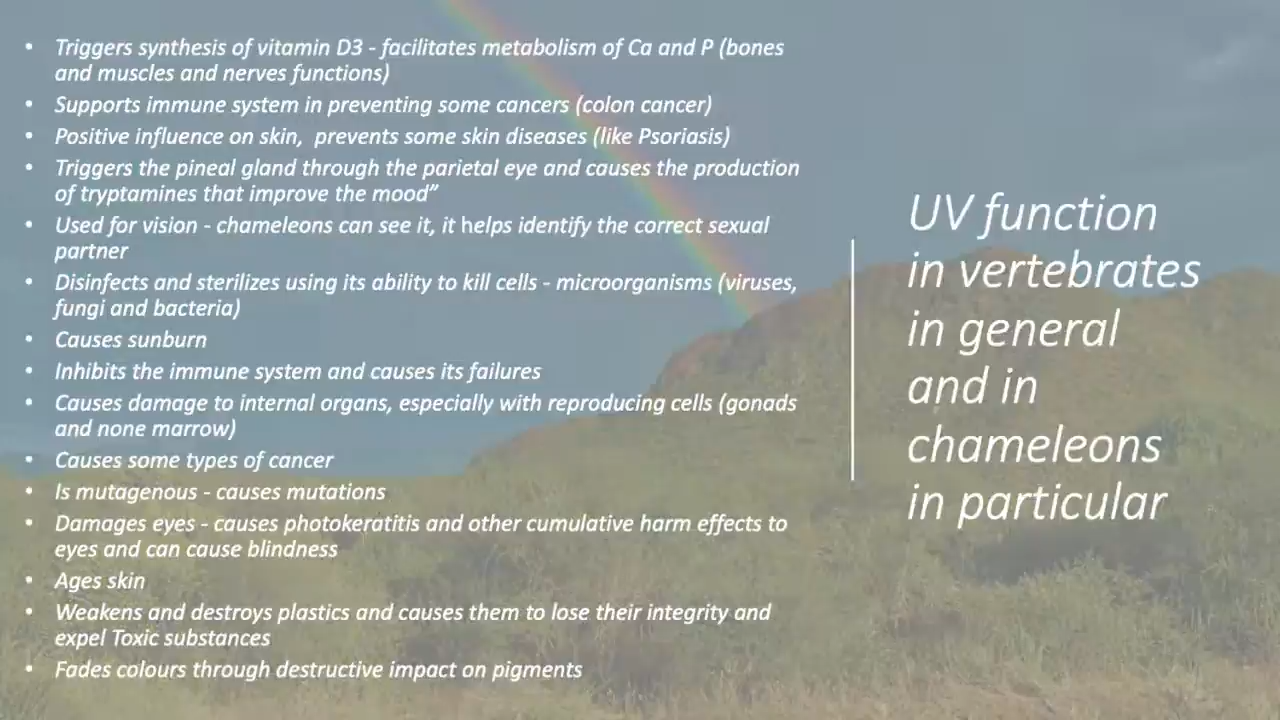 • Triggers synthesis of vitamin D3 - facilitates metabolism of Ca and P (bones
and muscles and nerves functions)
• Supports immune system in preventing some cancers (colon cancer)
• Positive influence on skin, prevents some skin diseases (like Psoriasis)
• Triggers the pineal gland through the parietal eye and causes the production
of tryptamines that improve the mood”
• Used for vision - chameleons can see it, it helps identify the correct sexual
partner
• Disinfects and sterilizes using its ability to kill cells - microorganisms (viruses,
fungi and bacteria)
• Causes sunburn
• Inhibits the immune system and causes its failures
• Causes damage to internal organs, especially with reproducing cells (gonads
and none marrow)
• Causes some types of cancer
• Is mutagenous - causes mutations
• Damages eyes - causes photokeratitis and other cumulative harm effects to
eyes and can cause blindness
• Ages skin
• Weakens and destroys plastics and causes them to lose their integrity and
expel Toxic substances
• Fades colours through destructive impact on pigments
UV function
in vertebrates
in general
and in
chameleons
in particular